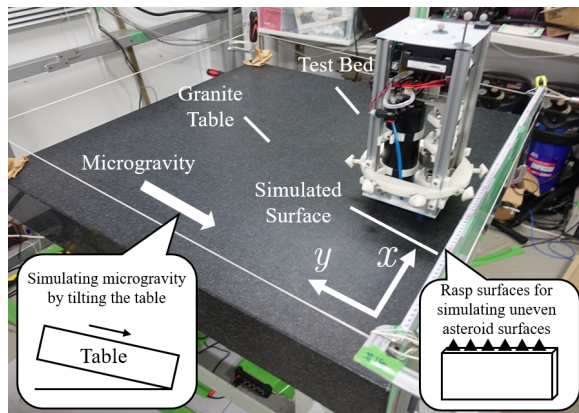 Test Bed
Granite
Table
Microgravity
Simulated
Surface
y
x
Simulating microgravity
by tilting the table
Table
Rasp surfaces for
simulating uneven
asteroid surfaces